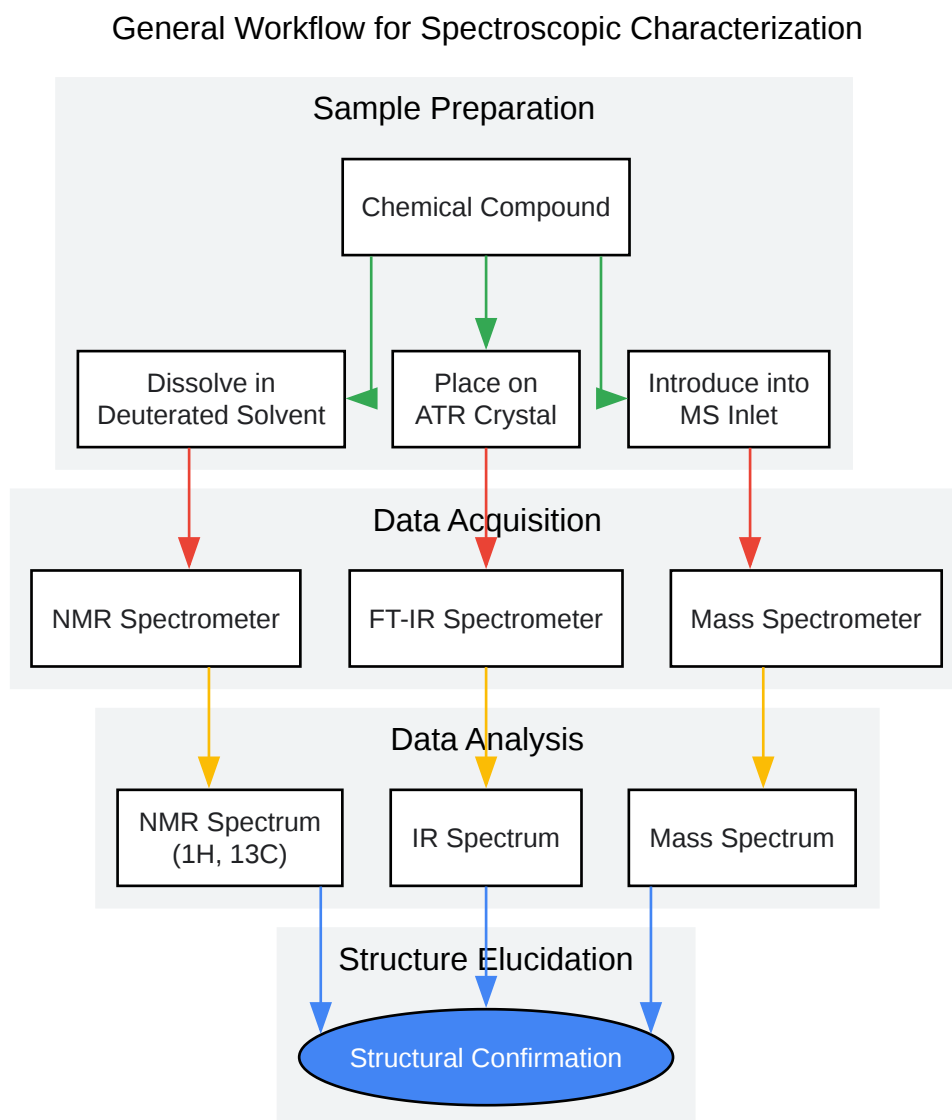 General Workflow for Spectroscopic Characterization
Sample Preparation
Chemical Compound
Dissolve in
Deuterated Solvent
Place on
ATR Crystal
Introduce into
MS Inlet
Data Acquisition
NMR Spectrometer
FT-IR Spectrometer
Mass Spectrometer
Data Analysis
NMR Spectrum
(1H, 13C)
IR Spectrum
Mass Spectrum
Structure Elucidation
Structural Confirmation